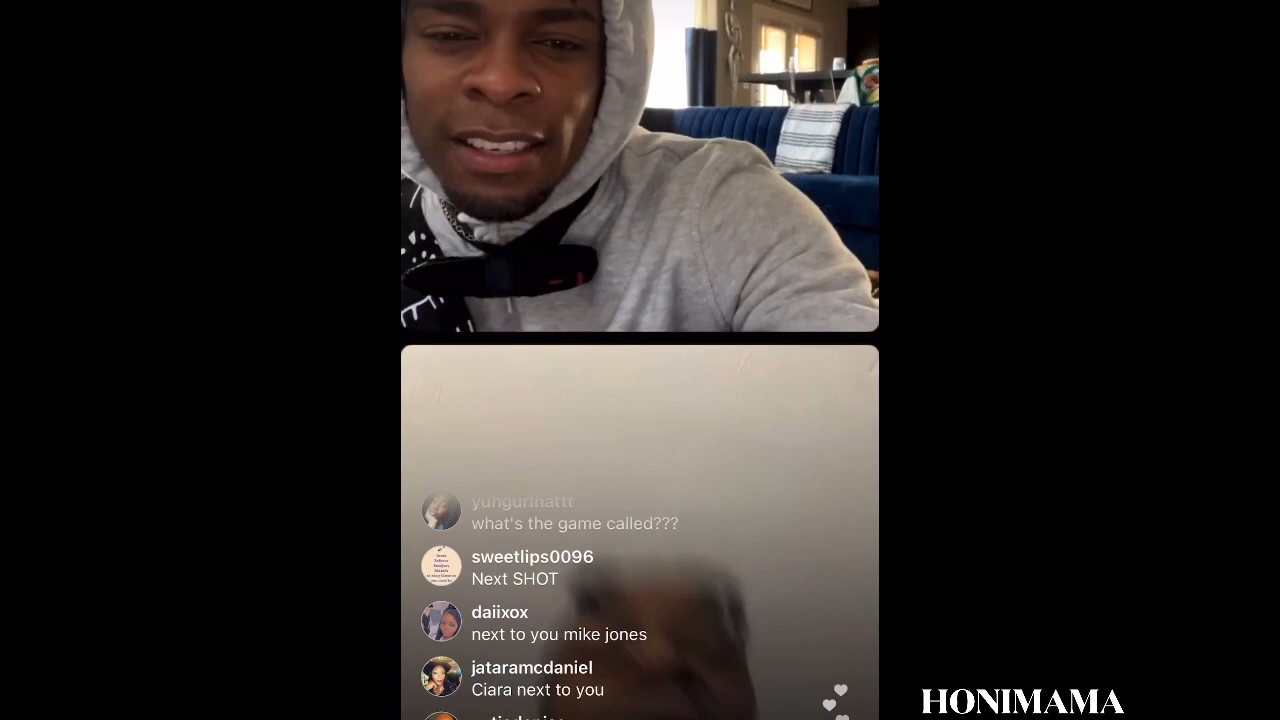 yuhgurinattt
what's the game called???
sweetlips0096
Next SHOT
daiixox
next to you mike jones
jataramcdaniel
Ciara next to you
HONIMAMA